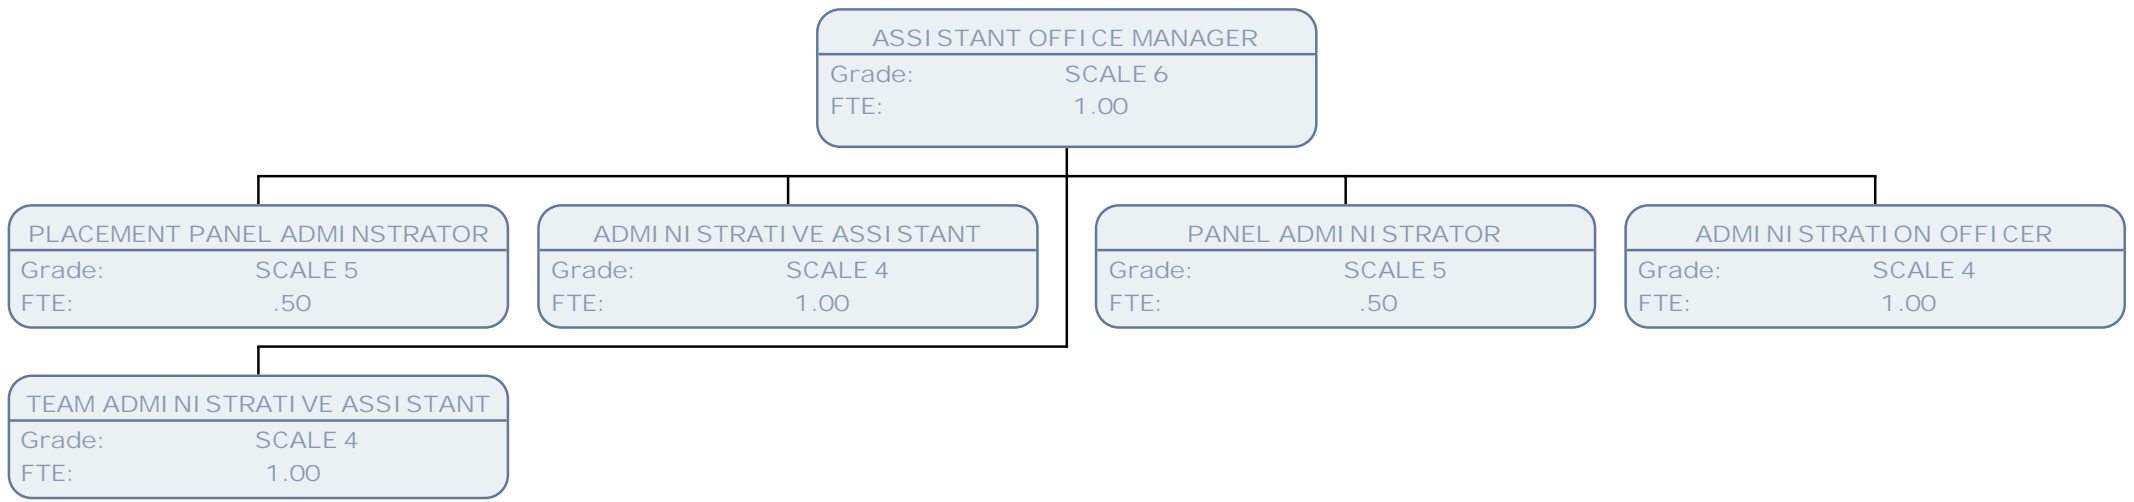 ASSISTANT OFFICE MANAGER
Grade: SCALE 6
FTE: 1.00
PLACEMENT PANEL ADMINSTRATOR
Grade: SCALE 5
FTE: .50
ADMINISTRATIVE ASSISTANT
Grade: SCALE 4
FTE: 1.00
PANEL ADMINISTRATOR
Grade: SCALE 5
FTE: .50
ADMINISTRATION OFFICER
Grade: SCALE 4
FTE: 1.00
TEAM ADMINISTRATIVE ASSISTANT
Grade: SCALE 4
FTE: 1.00